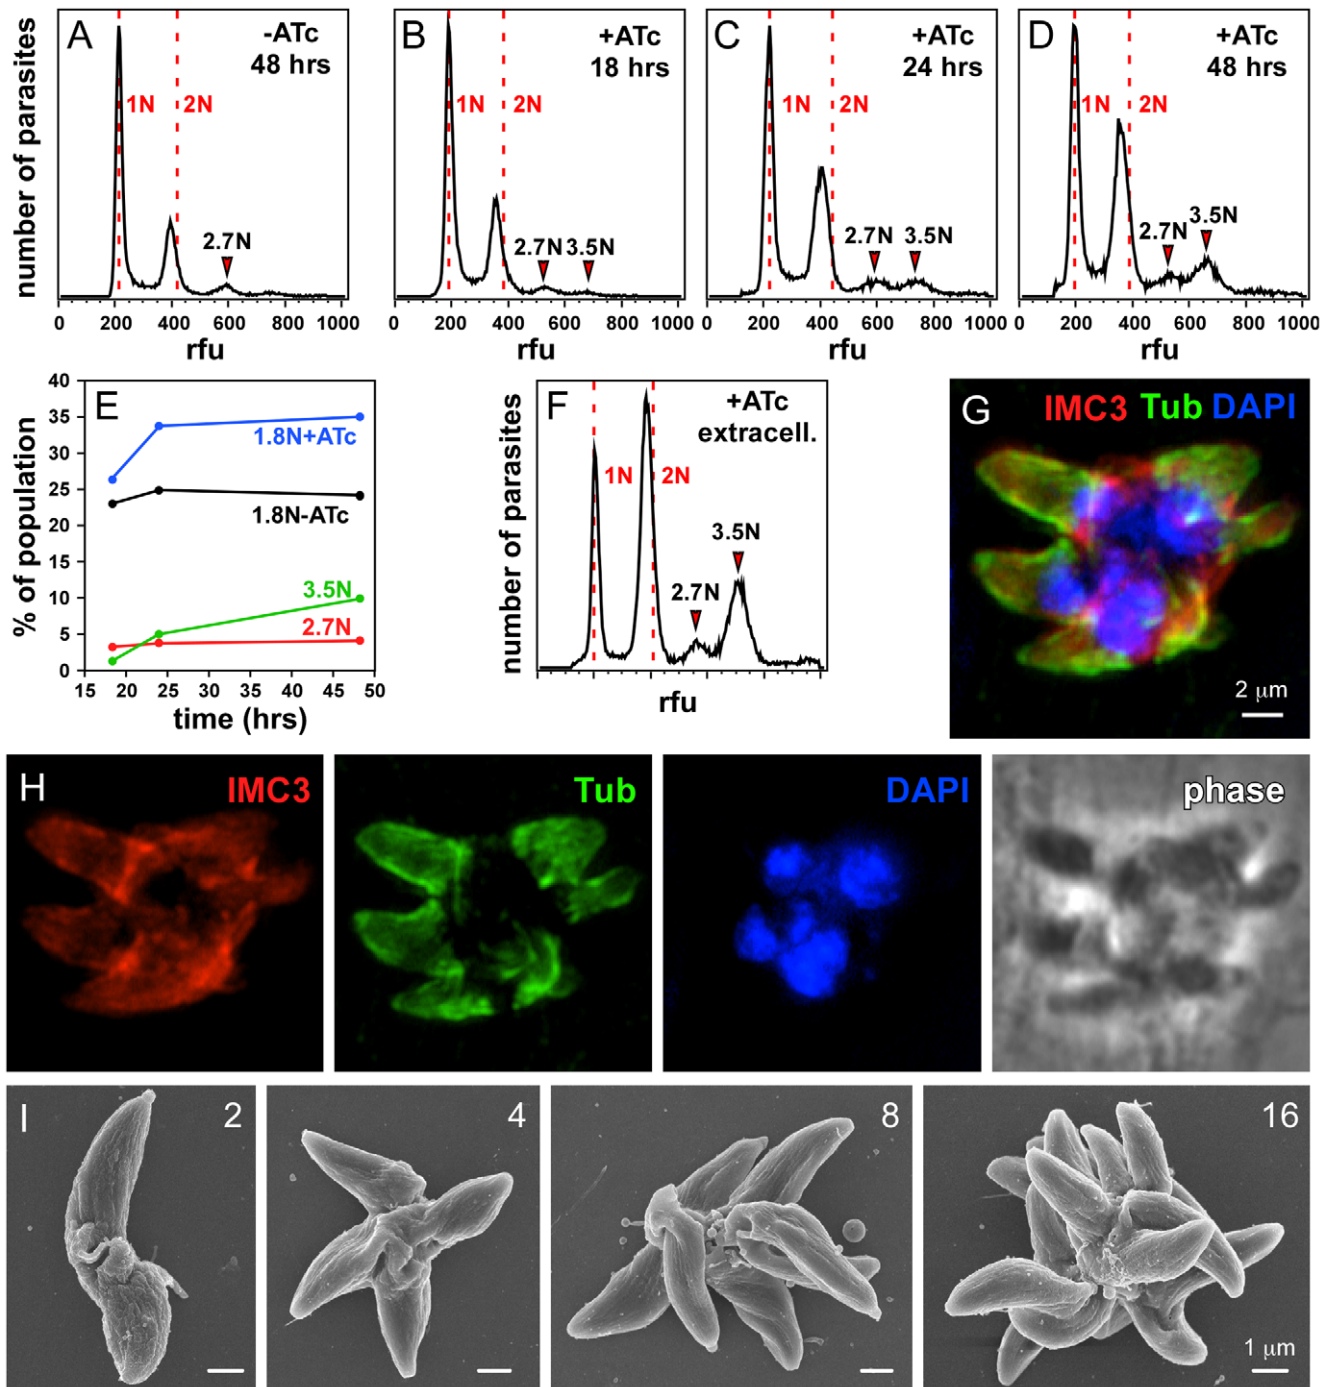 A
-ATc
48 hrs
1N
2N
2.7N
number of parasites
0 200 400 600 800 1000
rfu
B
+ATc
18 hrs
1N
2N
2.7N 3.5N
0 200 400 600 800 1000
rfu
C
+ATc
24 hrs
1N
2N
2.7N 3.5N
0 200 400 600 800 1000
rfu
D
+ATc
48 hrs
1N
2N
2.7N
3.5N
0 200 400 600 800 1000
rfu
E
40
35
30
25
20
15
10
5
0
% of population
1.8N+ATc
1.8N-ATc
3.5N
2.7N
15 20 25 30 35 40 45 50
time (hrs)
F
+ATc
extracell.
1N
2N
2.7N
3.5N
number of parasites
rfu
G
IMC3 Tub DAPI
2 μm
H
IMC3
Tub
DAPI
phase
I
2
4
8
16
1 μm